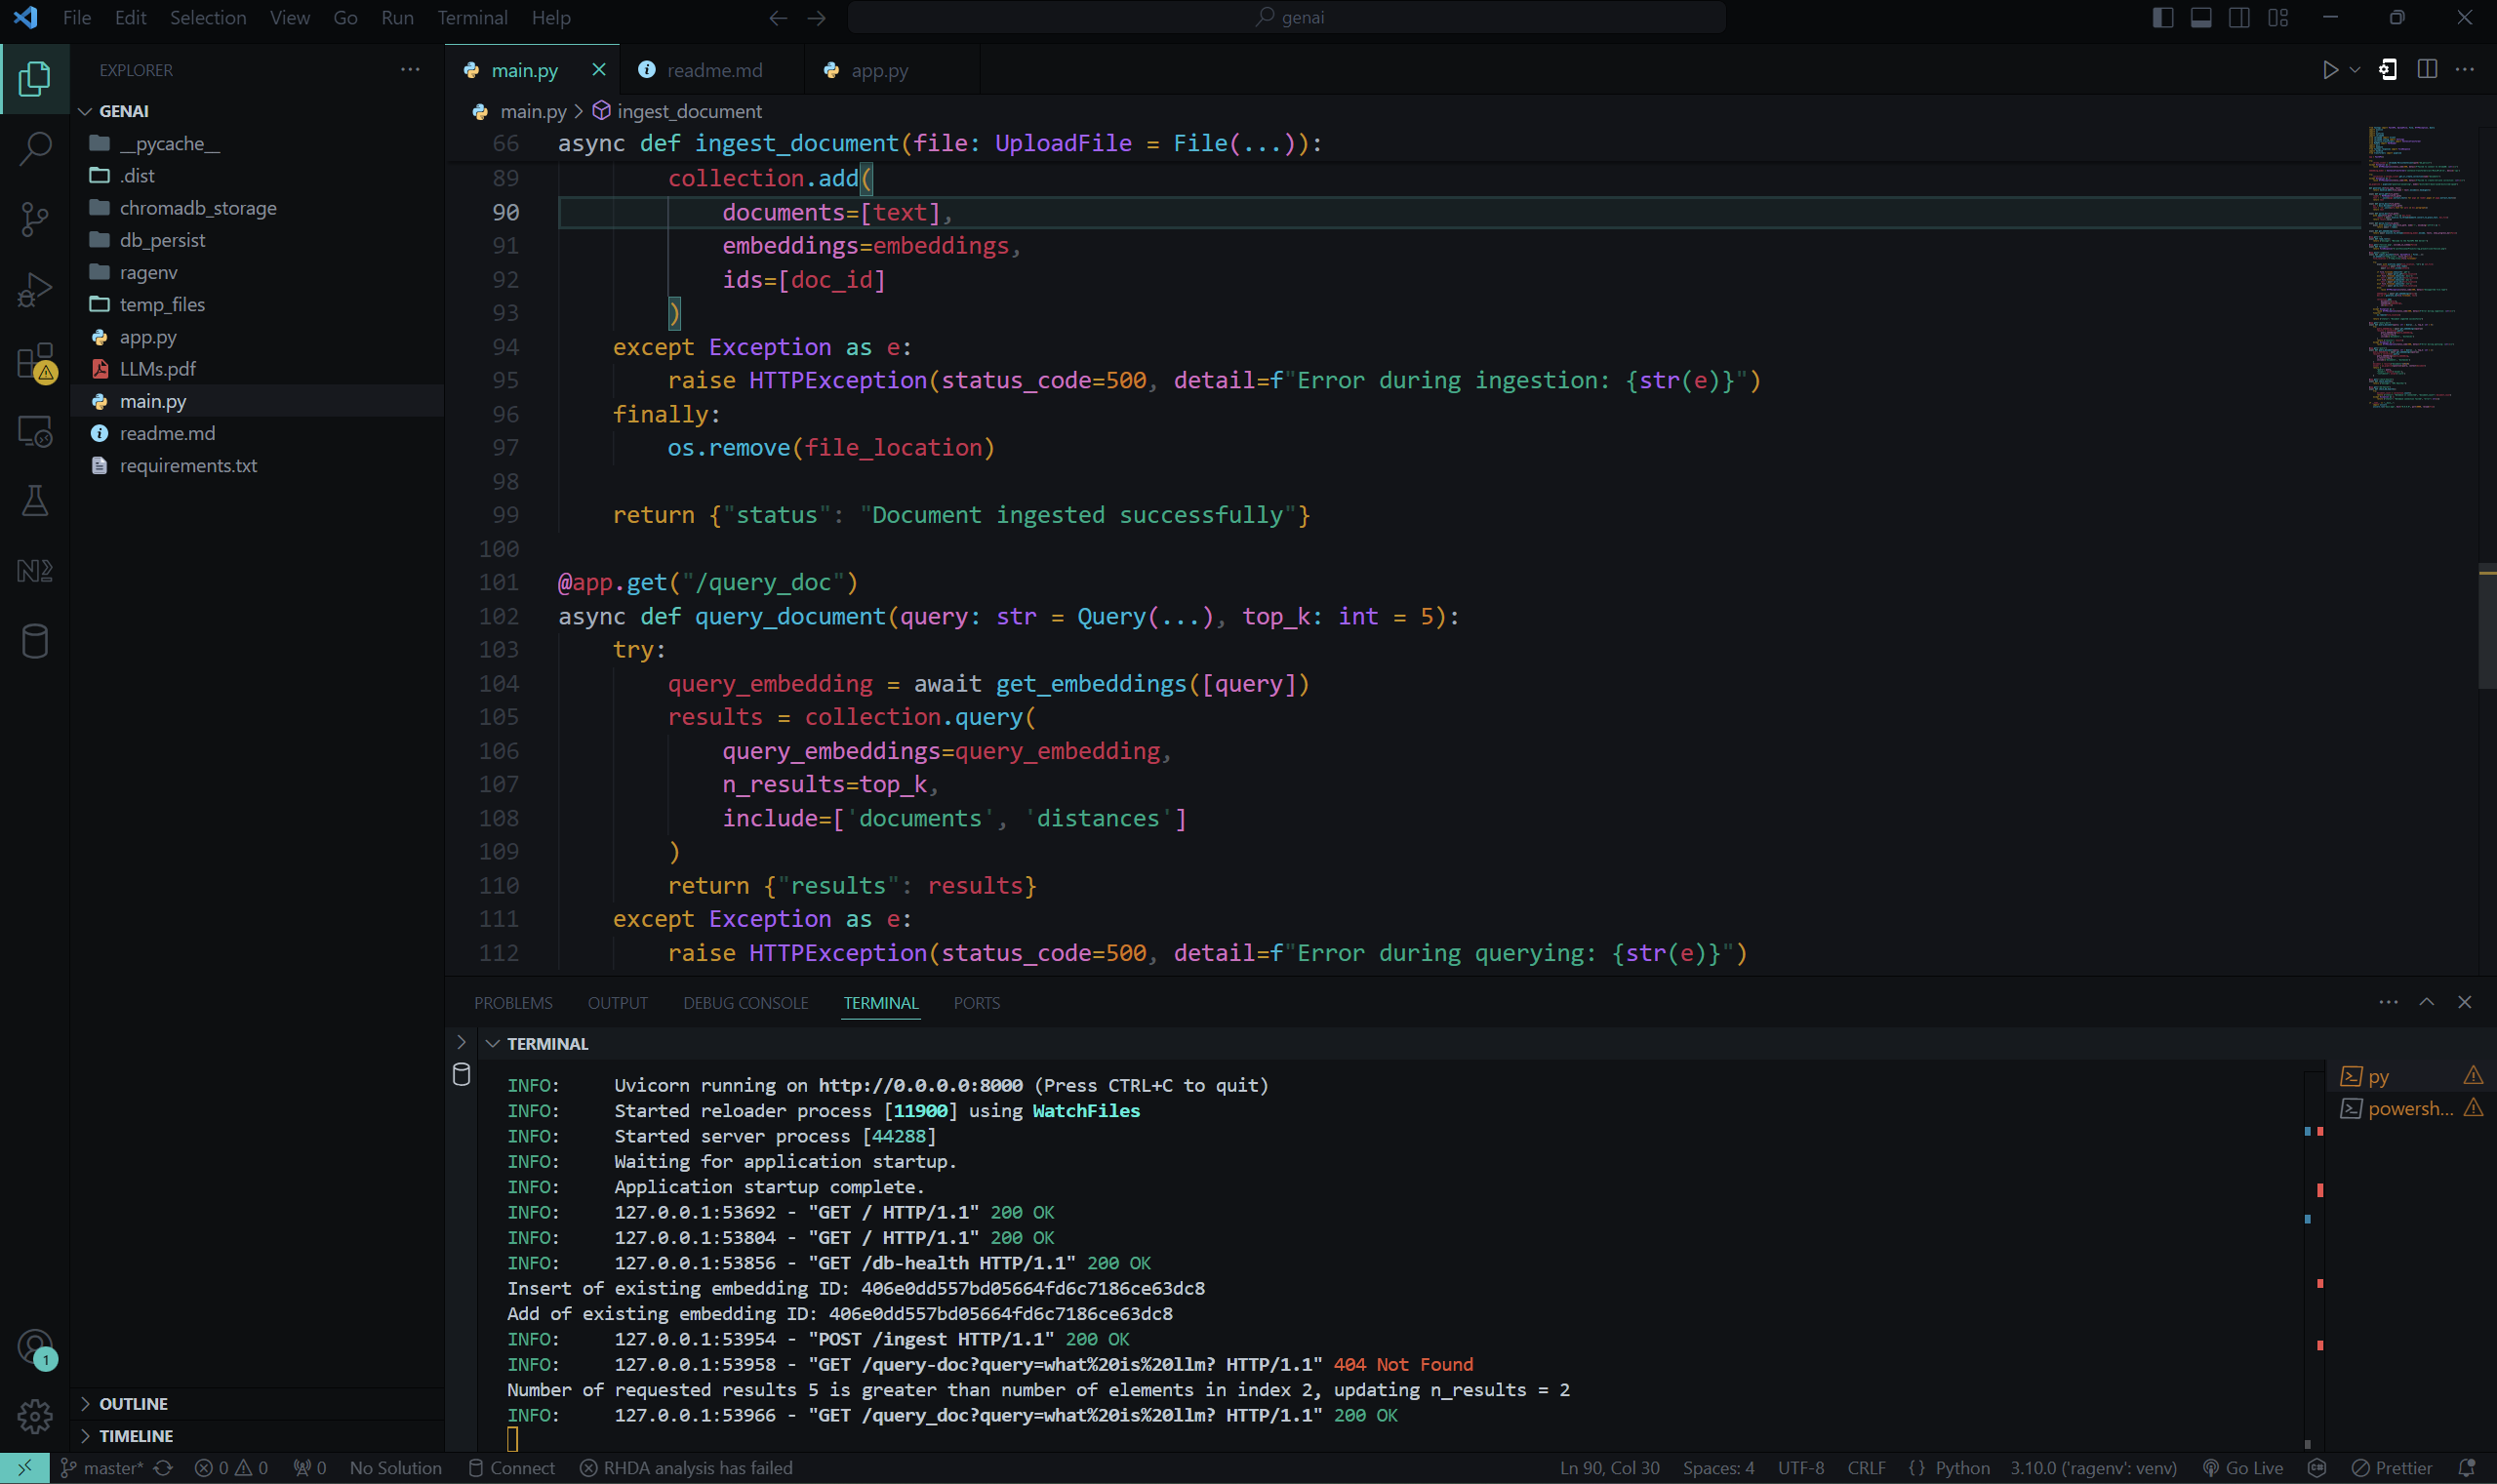 File Edit Selection View Go Run Terminal Help
genai
EXPLORER
GENAI
__pycache__
.dist
chromadb_storage
db_persist
ragenv
temp_files
app.py
LLMs.pdf
main.py
readme.md
requirements.txt
OUTLINE
TIMELINE
main.py readme.md app.py
main.py > ingest_document
66 async def ingest_document(file: UploadFile = File(...)):
89 collection.add(
90 documents=[text],
91 embeddings=embeddings,
92 ids=[doc_id]
93 )
94 except Exception as e:
95 raise HTTPException(status_code=500, detail=f"Error during ingestion: {str(e)}")
96 finally:
97 os.remove(file_location)
98
99 return {"status": "Document ingested successfully"}
100
101 @app.get("/query_doc")
102 async def query_document(query: str = Query(...), top_k: int = 5):
103 try:
104 query_embedding = await get_embeddings([query])
105 results = collection.query(
106 query_embeddings=query_embedding,
107 n_results=top_k,
108 include=['documents', 'distances']
109 )
110 return {"results": results}
111 except Exception as e:
112 raise HTTPException(status_code=500, detail=f"Error during querying: {str(e)}")
PROBLEMS OUTPUT DEBUG CONSOLE TERMINAL PORTS
TERMINAL
INFO: Uvicorn running on http://0.0.0.0:8000 (Press CTRL+C to quit)
INFO: Started reloader process [11900] using WatchFiles
INFO: Started server process [44288]
INFO: Waiting for application startup.
INFO: Application startup complete.
INFO: 127.0.0.1:53692 - "GET / HTTP/1.1" 200 OK
INFO: 127.0.0.1:53804 - "GET / HTTP/1.1" 200 OK
INFO: 127.0.0.1:53856 - "GET /db-health HTTP/1.1" 200 OK
Insert of existing embedding ID: 406e0dd557bd05664fd6c7186ce63dc8
Add of existing embedding ID: 406e0dd557bd05664fd6c7186ce63dc8
INFO: 127.0.0.1:53954 - "POST /ingest HTTP/1.1" 200 OK
INFO: 127.0.0.1:53958 - "GET /query-doc?query=what%20is%20llm? HTTP/1.1" 404 Not Found
Number of requested results 5 is greater than number of elements in index 2, updating n_results = 2
INFO: 127.0.0.1:53966 - "GET /query_doc?query=what%20is%20llm? HTTP/1.1" 200 OK
py
powersh...
1
master* 0 0 0 No Solution Connect RHDA analysis has failed Ln 90, Col 30 Spaces: 4 UTF-8 CRLF {} Python 3.10.0 ('ragenv': venv) Go Live Prettier